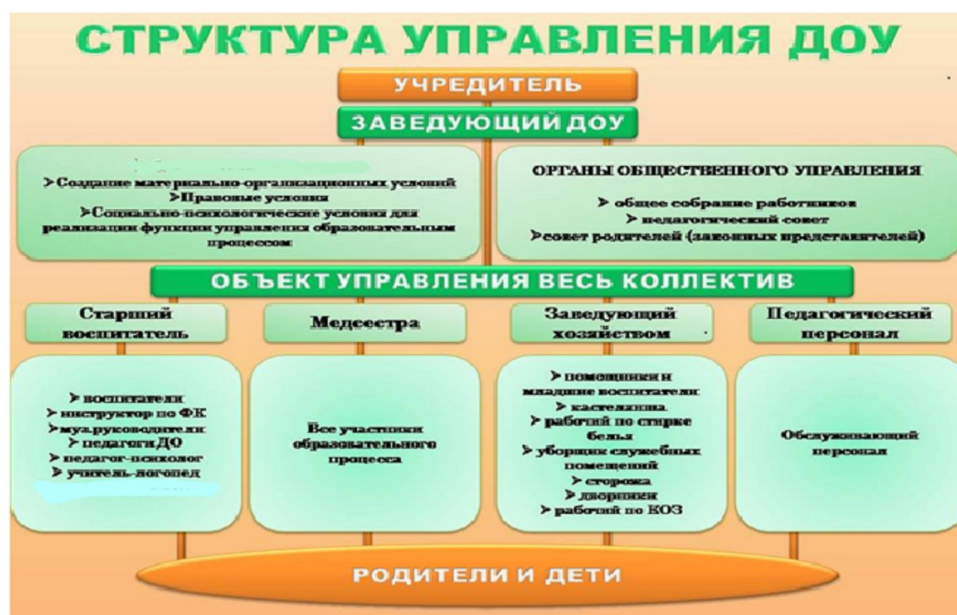 СТРУКТУРА УПРАВЛЕНИЯ ДОУ
УЧРЕДИТЕЛЬ
ЗАВЕДУЮЩИЙ ДОУ
➤Создание материально-организационных условий
➤Правовые условия
➤Социально-психологические условия для
реализации функции управления образовательным
процессом
ОРГАНЫ ОБЩЕСТВЕННОГО УПРАВЛЕНИЯ
➤ общее собрание работников
➤ педагогический совет
➤совет родителей (законных представителей)
ОБЪЕКТ УПРАВЛЕНИЯ ВЕСЬ КОЛЛЕКТИВ
Старший
воспитатель
➤ воспитатели
➤ инструктор по ФК
➤муз.руководители
➤ педагоги ДО
➤ педагог-психолог
➤ учитель-логопед
Медсестра
Все участники
образовательного
процесса
Заведующий
хозяйством
➤ помощники и
младшие воспитатели
➤ кастелянша
➤ рабочий по стирке
белья
➤ уборщик служебных
помещений
➤ сторожа
➤ дворники
➤ рабочий по КОЗ
Педагогический
персонал
Обслуживающий
персонал
РОДИТЕЛИ И ДЕТИ